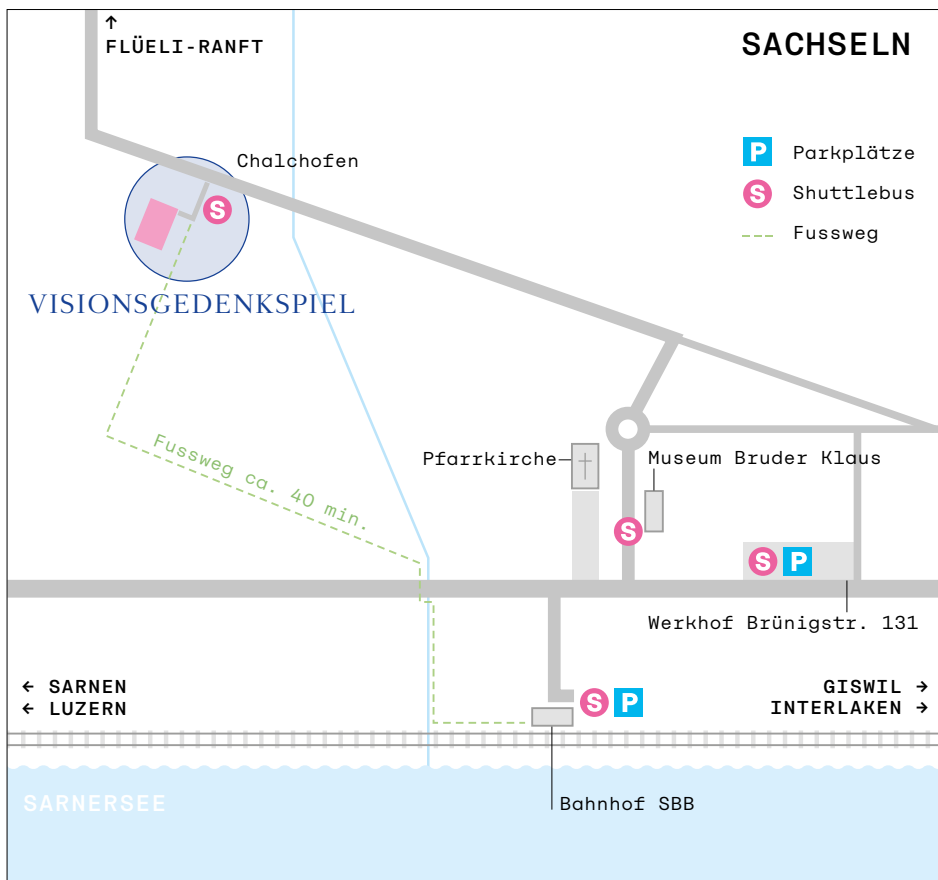 ↑
FLÜELI-RANFT
SACHSELN
Chalchofen
P Parkplätze
S Shuttlebus
Fussweg
S
VISIONSGEDENKSPIEL
Fussweg ca. 40 min.
Pfarrkirche
Museum Bruder Klaus
S
S P
Werkhof Brünigstr. 131
← SARNEN
← LUZERN
GISWIL →
INTERLAKEN →
S P
SARNERSEE
Bahnhof SBB